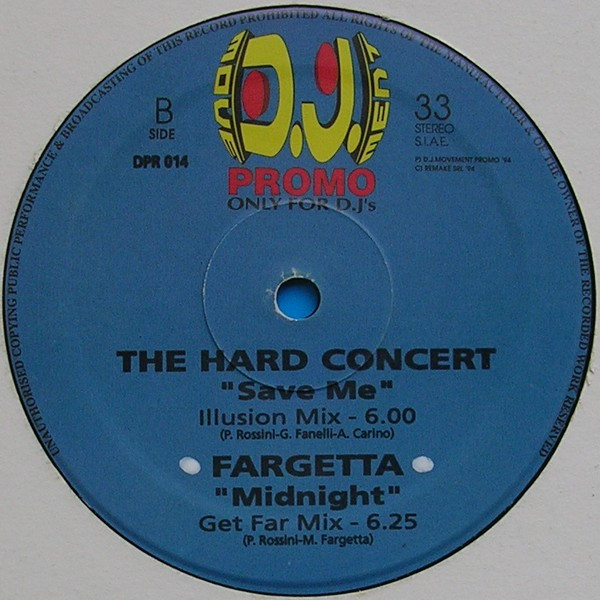 UNAUTHORISED COPYING PUBLIC PERFORMANCE & BROADCASTING OF THIS RECORD PROHIBITED ALL RIGHTS OF THE MANUFACTURER & OF THE OWNER OF THE RECORDED WORK RESERVED
MOVE D.J. MENT
PROMO
ONLY FOR D.J's
B
SIDE
DPR 014
33
STEREO
S.I.A.E.
P) D.J. MOVEMENT PROMO '94
C) REMAKE SRL '94
THE HARD CONCERT
"Save Me"
Illusion Mix - 6.00
(P. Rossini-G. Fanelli-A. Carino)
FARGETTA
"Midnight"
Get Far Mix - 6.25
(P. Rossini-M. Fargetta)